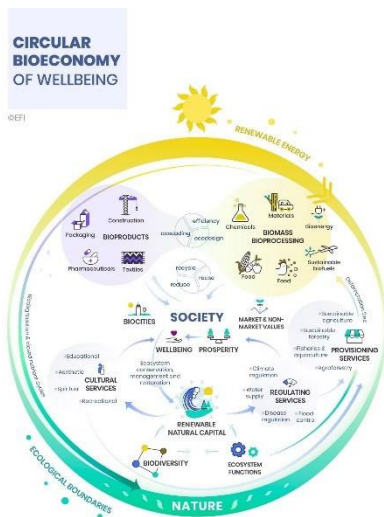 CIRCULAR
BIOECONOMY
OF WELLBEING
©EFI
RENEWABLE ENERGY
Construction
Packaging
BIOPRODUCTS
Pharmaceuticals
Textiles
cascading
efficiency
ecodesign
recycle
reuse
reduce
Chemicals
Materials
Bioenergy
BIOMASS
BIOPROCESSING
Food
Feed
Sustainable
biofuels
BIOCITIES
SOCIETY
MARKET & NON-
MARKET VALUES
WELLBEING
PROSPERITY
•Educational
•Aesthetic
•Spiritual
•Recreational
CULTURAL
SERVICES
Ecosystem
conservation,
management and
restoration
•Sustainable
agriculture
•Sustainable
forestry
•Fisheries &
aquaculture
•Agroforestry
PROVISIONING
SERVICES
•Climate
regulation
•Water
supply
•Disease
regulation
•Flood
control
REGULATING
SERVICES
RENEWABLE
NATURAL CAPITAL
BIODIVERSITY
ECOSYSTEM
FUNCTIONS
ECOLOGICAL BOUNDARIES
NATURE